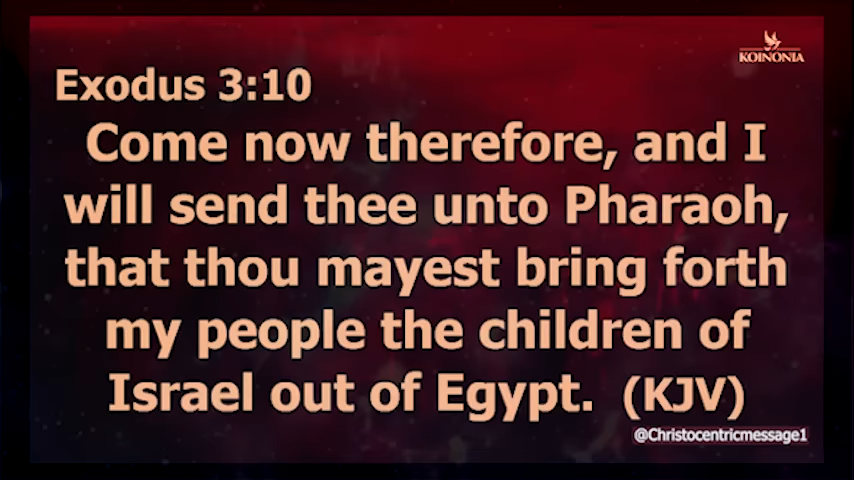 KOINONIA
Exodus 3:10
Come now therefore, and I
will send thee unto Pharaoh,
that thou mayest bring forth
my people the children of
Israel out of Egypt. (KJV)
@Christocentricmessage1